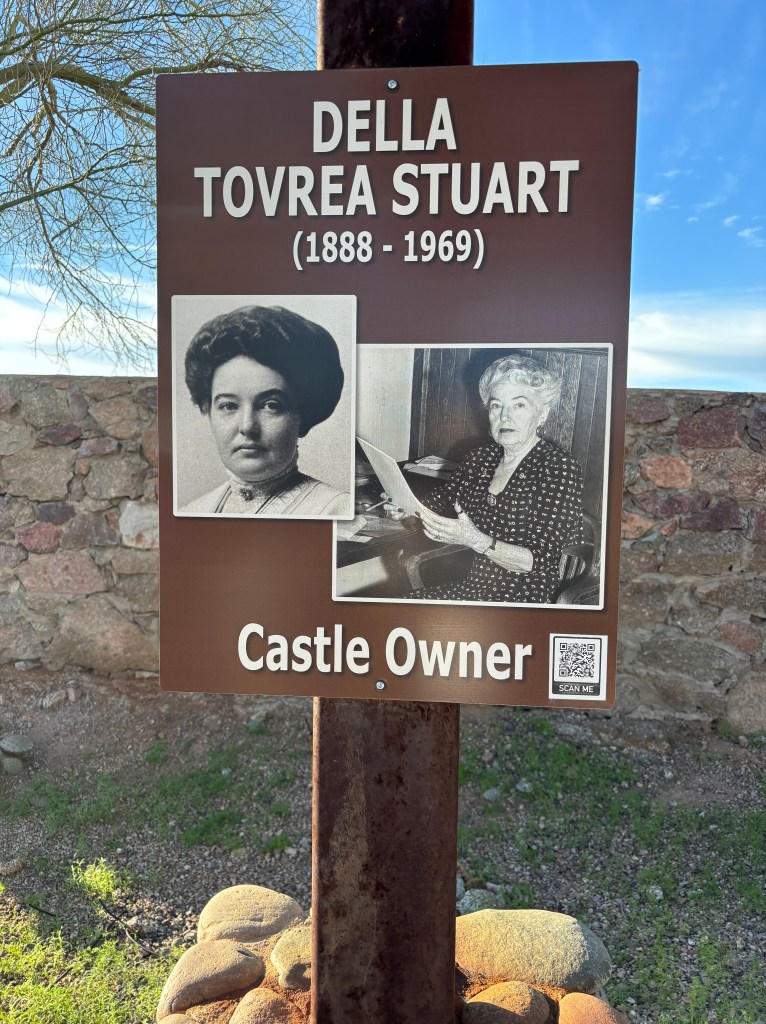 DELLA
TOVREA STUART
(1888 - 1969)
Castle Owner
SCAN ME